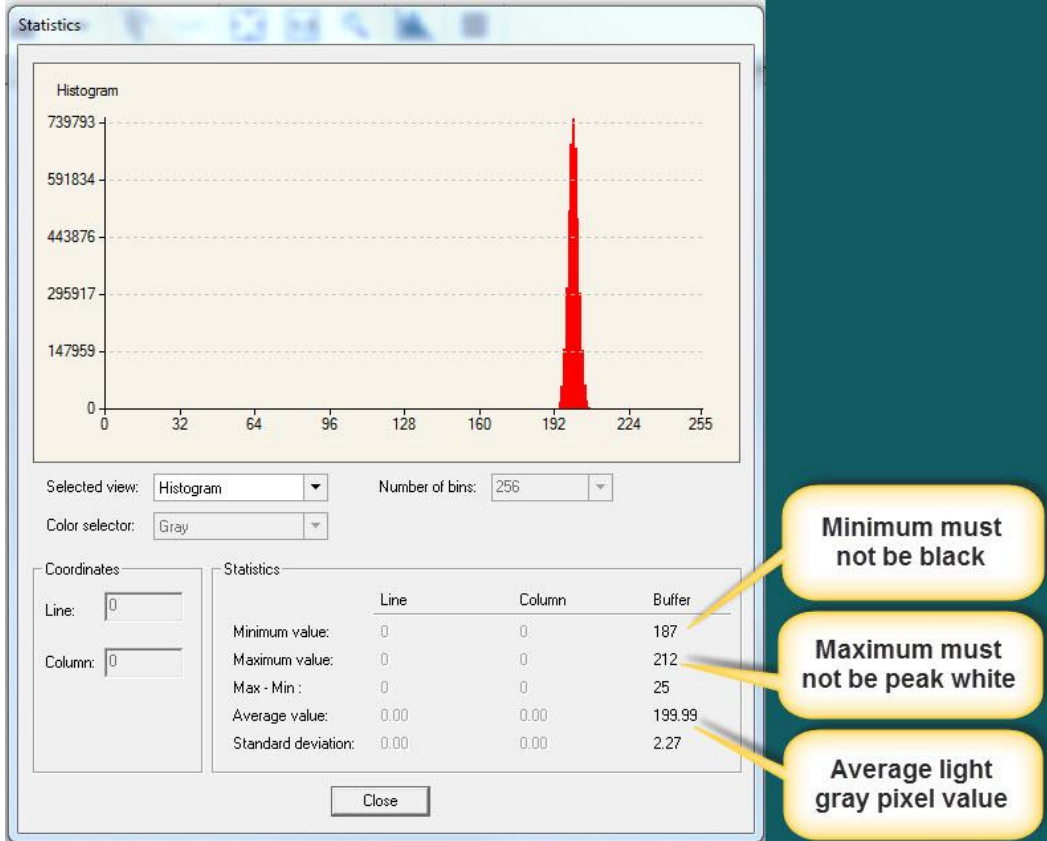 Statistics
Histogram
739793
591834
443876
295917
147959
0
0 32 64 96 128 160 192 224 255
Selected view: Histogram Number of bins: 256
Color selector: Gray
Coordinates
Line: 0
Column: 0
Statistics
Line Column Buffer
Minimum value: 0 0 187
Maximum value: 0 0 212
Max - Min : 0 0 25
Average value: 0.00 0.00 199.99
Standard deviation: 0.00 0.00 2.27
Close
Minimum must
not be black
Maximum must
not be peak white
Average light
gray pixel value